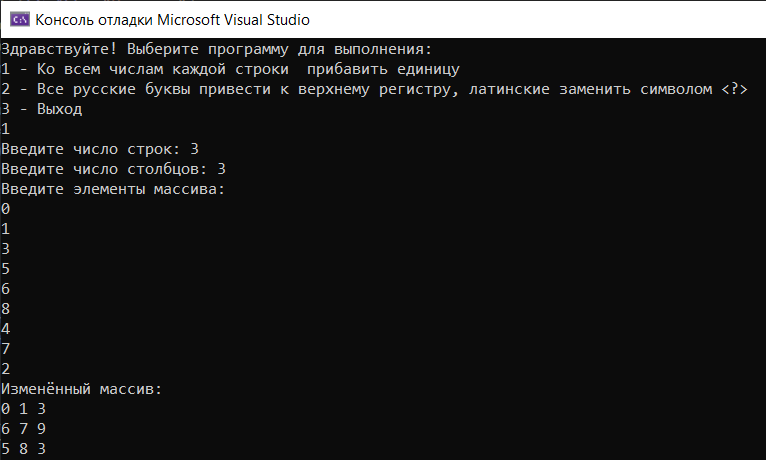 Консоль отладки Microsoft Visual Studio
Здравствуйте! Выберите программу для выполнения:
1 - Ко всем числам каждой строки  прибавить единицу
2 - Все русские буквы привести к верхнему регистру, латинские заменить символом <?>
3 - Выход
1
Введите число строк: 3
Введите число столбцов: 3
Введите элементы массива:
0
1
3
5
6
8
4
7
2
Изменённый массив:
0 1 3
6 7 9
5 8 3